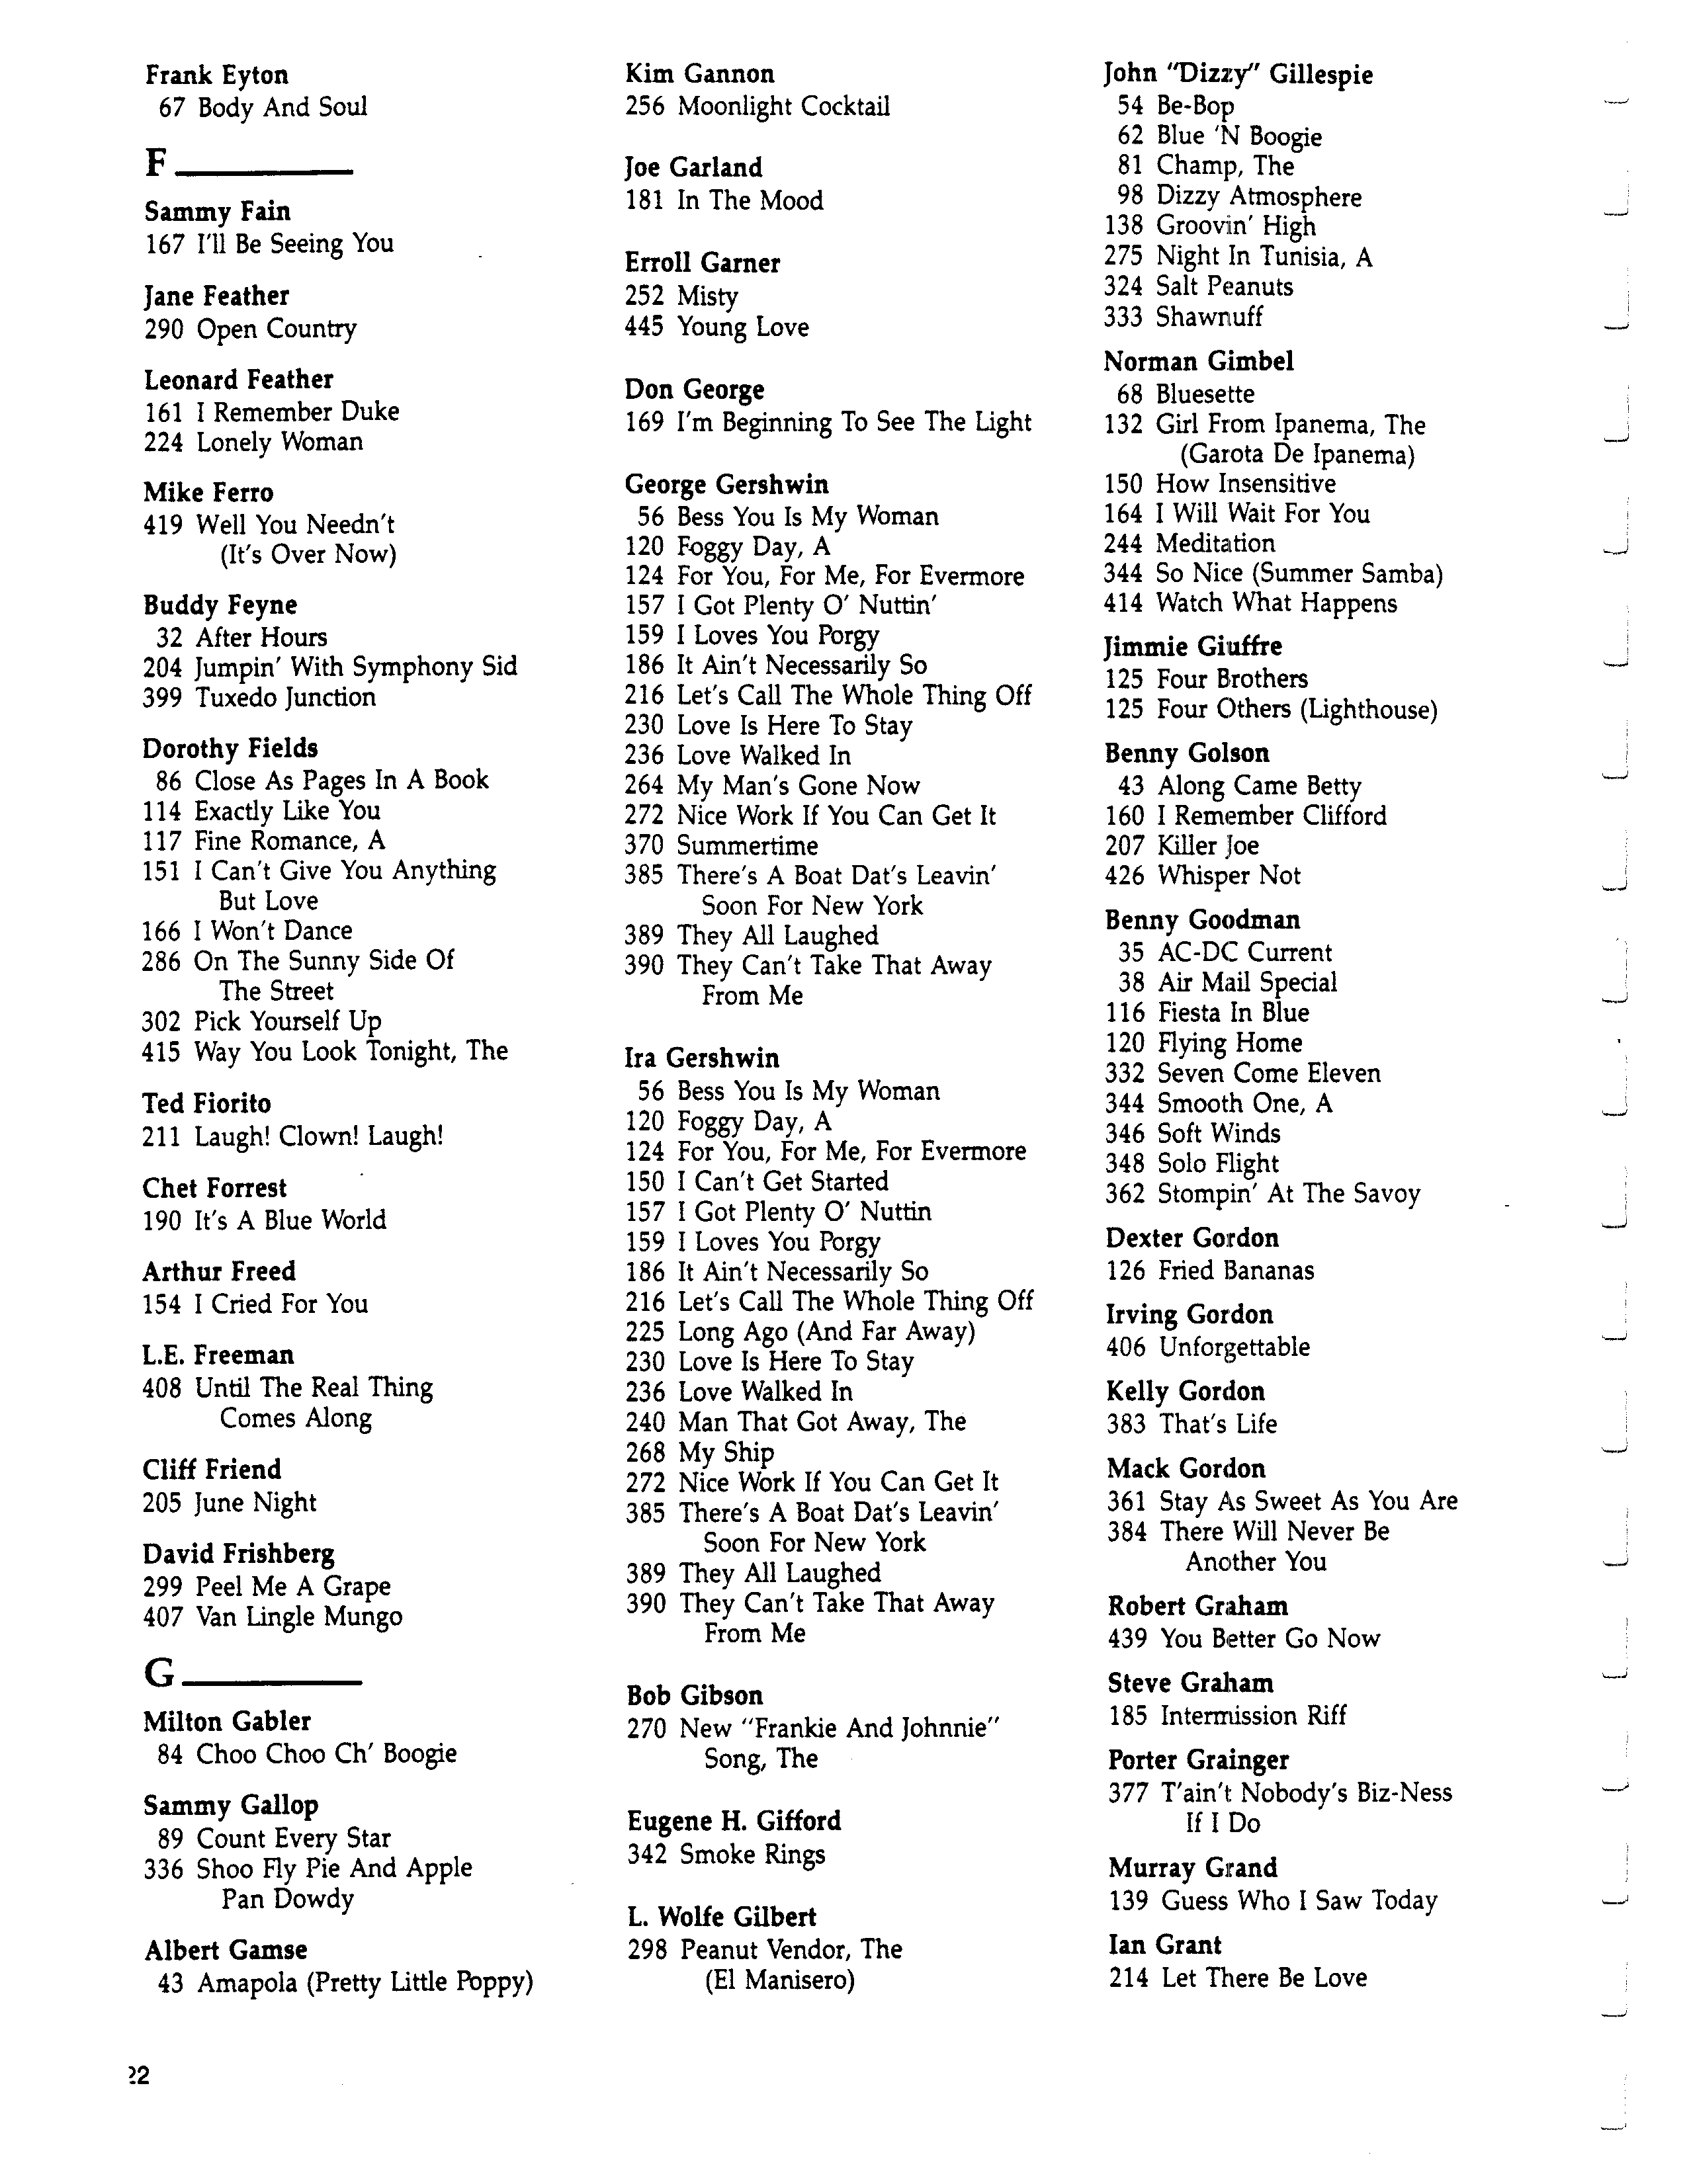 Frank Eyton
67 Body And Soul
F
Sammy Fain
167 I'll Be Seeing You
Jane Feather
290 Open Country
Leonard Feather
161 I Remember Duke
224 Lonely Woman
Mike Ferro
419 Well You Needn't
(It's Over Now)
Buddy Feyne
32 After Hours
204 Jumpin' With Symphony Sid
399 Tuxedo Junction
Dorothy Fields
86 Close As Pages In A Book
114 Exactly Like You
117 Fine Romance, A
151 I Can't Give You Anything
But Love
166 I Won't Dance
286 On The Sunny Side Of
The Street
302 Pick Yourself Up
415 Way You Look Tonight, The
Ted Fiorito
211 Laugh! Clown! Laugh!
Chet Forrest
190 It's A Blue World
Arthur Freed
154 I Cried For You
L.E. Freeman
408 Until The Real Thing
Comes Along
Cliff Friend
205 June Night
David Frishberg
299 Peel Me A Grape
407 Van Lingle Mungo
G
Milton Gabler
84 Choo Choo Ch' Boogie
Sammy Gallop
89 Count Every Star
336 Shoo Fly Pie And Apple
Pan Dowdy
Albert Gamse
43 Amapola (Pretty Little Poppy)
Kim Gannon
256 Moonlight Cocktail
Joe Garland
181 In The Mood
Erroll Garner
252 Misty
445 Young Love
Don George
169 I'm Beginning To See The Light
George Gershwin
56 Bess You Is My Woman
120 Foggy Day, A
124 For You, For Me, For Evermore
157 I Got Plenty O' Nuttin'
159 I Loves You Porgy
186 It Ain't Necessarily So
216 Let's Call The Whole Thing Off
230 Love Is Here To Stay
236 Love Walked In
264 My Man's Gone Now
272 Nice Work If You Can Get It
370 Summertime
385 There's A Boat Dat's Leavin'
Soon For New York
389 They All Laughed
390 They Can't Take That Away
From Me
Ira Gershwin
56 Bess You Is My Woman
120 Foggy Day, A
124 For You, For Me, For Evermore
150 I Can't Get Started
157 I Got Plenty O' Nuttin
159 I Loves You Porgy
186 It Ain't Necessarily So
216 Let's Call The Whole Thing Off
225 Long Ago (And Far Away)
230 Love Is Here To Stay
236 Love Walked In
240 Man That Got Away, The
268 My Ship
272 Nice Work If You Can Get It
385 There's A Boat Dat's Leavin'
Soon For New York
389 They All Laughed
390 They Can't Take That Away
From Me
Bob Gibson
270 New "Frankie And Johnnie"
Song, The
Eugene H. Gifford
342 Smoke Rings
L. Wolfe Gilbert
298 Peanut Vendor, The
(El Manisero)
John "Dizzy" Gillespie
54 Be-Bop
62 Blue 'N Boogie
81 Champ, The
98 Dizzy Atmosphere
138 Groovin' High
275 Night In Tunisia, A
324 Salt Peanuts
333 Shawnuff
Norman Gimbel
68 Bluesette
132 Girl From Ipanema, The
(Garota De Ipanema)
150 How Insensitive
164 I Will Wait For You
244 Meditation
344 So Nice (Summer Samba)
414 Watch What Happens
Jimmie Giuffre
125 Four Brothers
125 Four Others (Lighthouse)
Benny Golson
43 Along Came Betty
160 I Remember Clifford
207 Killer Joe
426 Whisper Not
Benny Goodman
35 AC-DC Current
38 Air Mail Special
116 Fiesta In Blue
120 Flying Home
332 Seven Come Eleven
344 Smooth One, A
346 Soft Winds
348 Solo Flight
362 Stompin' At The Savoy
Dexter Gordon
126 Fried Bananas
Irving Gordon
406 Unforgettable
Kelly Gordon
383 That's Life
Mack Gordon
361 Stay As Sweet As You Are
384 There Will Never Be
Another You
Robert Graham
439 You Better Go Now
Steve Graham
185 Intermission Riff
Porter Grainger
377 T'ain't Nobody's Biz-Ness
If I Do
Murray Grand
139 Guess Who I Saw Today
Ian Grant
214 Let There Be Love
22